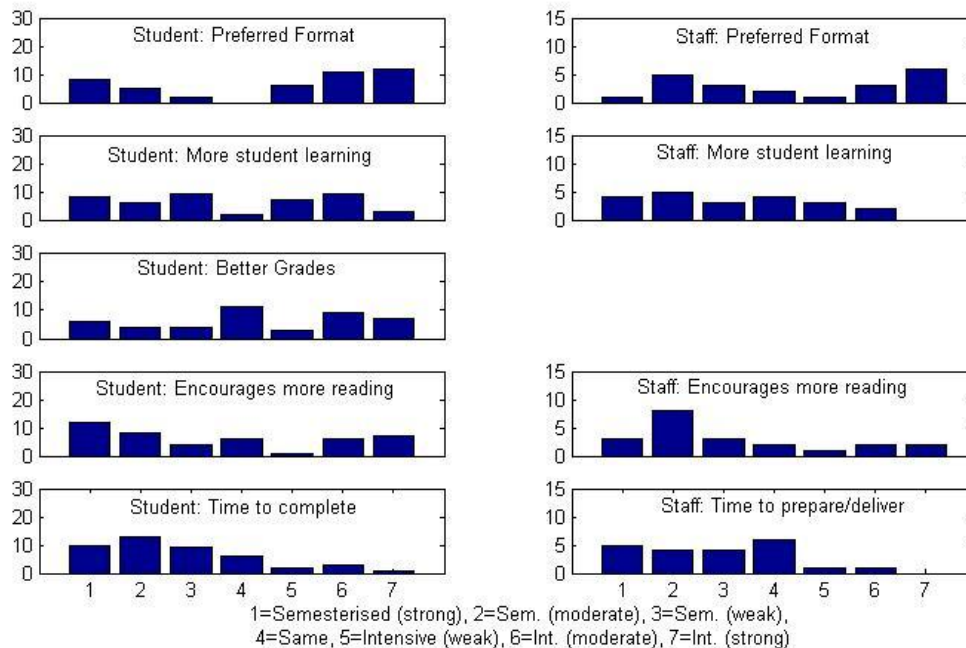 30
20
10
0
Student: Preferred Format
15
10
5
0
Staff: Preferred Format
30
20
10
0
Student: More student learning
15
10
5
0
Staff: More student learning
30
20
10
0
Student: Better Grades
30
20
10
0
Student: Encourages more reading
15
10
5
0
Staff: Encourages more reading
30
20
10
0
Student: Time to complete
1 2 3 4 5 6 7
15
10
5
0
Staff: Time to prepare/deliver
1 2 3 4 5 6 7
1=Semesterised (strong), 2=Sem. (moderate), 3=Sem. (weak),
4=Same, 5=Intensive (weak), 6=Int. (moderate), 7=Int. (strong)